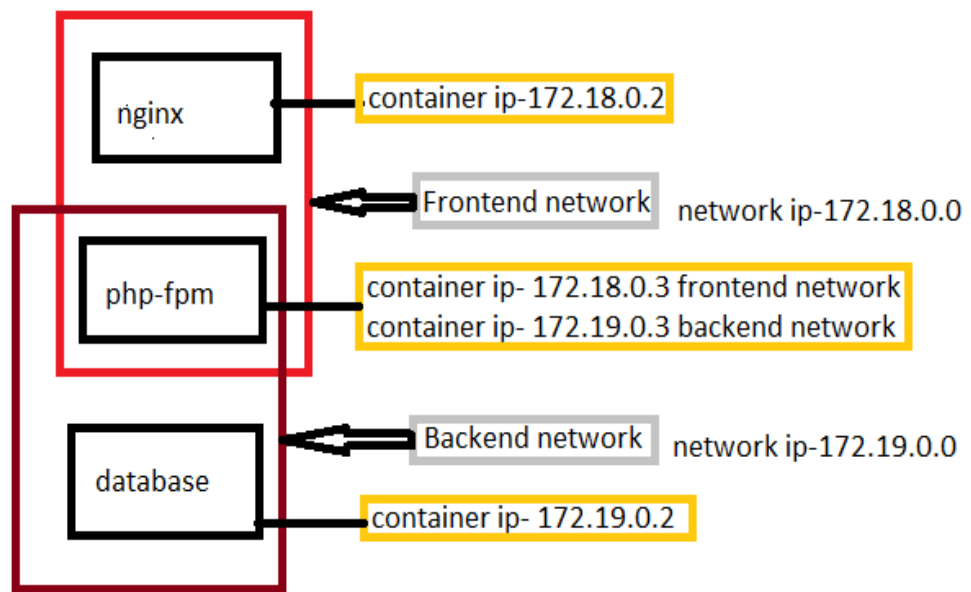 nginx
container ip-172.18.0.2
Frontend network
network ip-172.18.0.0
php-fpm
container ip- 172.18.0.3 frontend network
container ip- 172.19.0.3 backend network
Backend network
network ip-172.19.0.0
database
container ip- 172.19.0.2